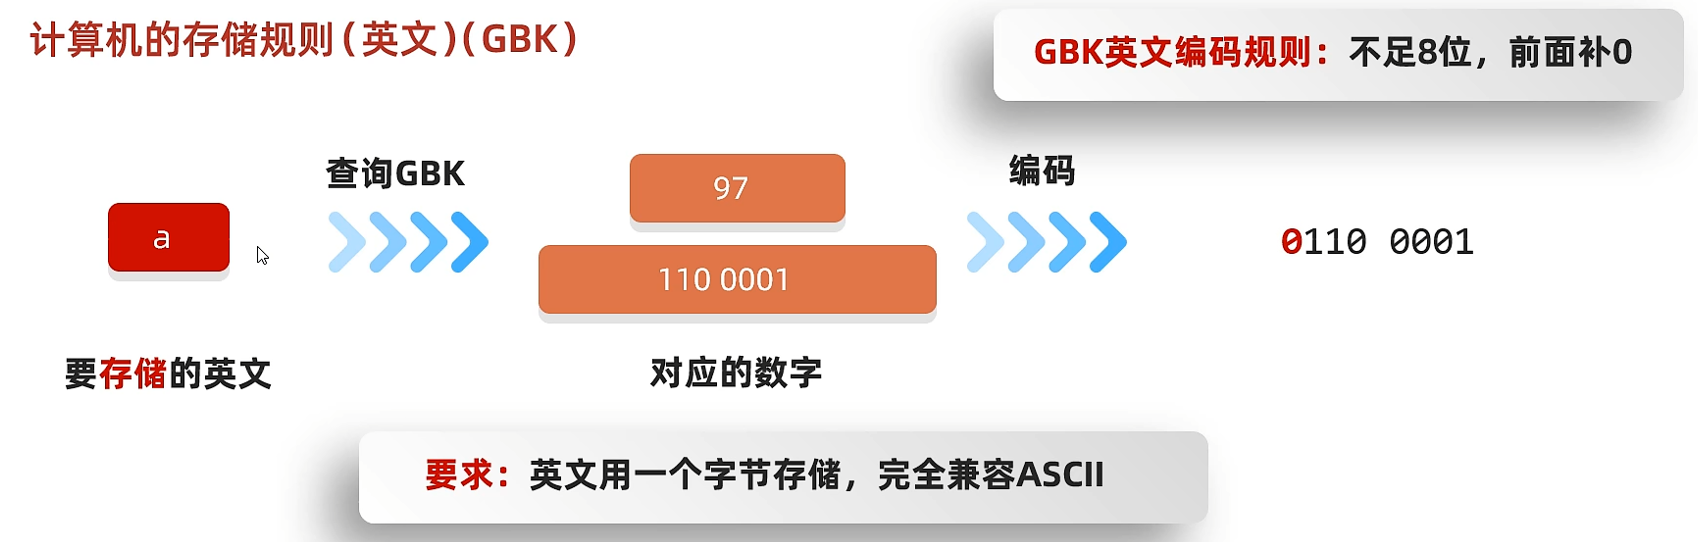 计算机的存储规则(英文)(GBK)
GBK英文编码规则：不足8位，前面补0
查询GBK
编码
97
a
110 0001
0110 0001
要存储的英文
对应的数字
要求：英文用一个字节存储，完全兼容ASCII